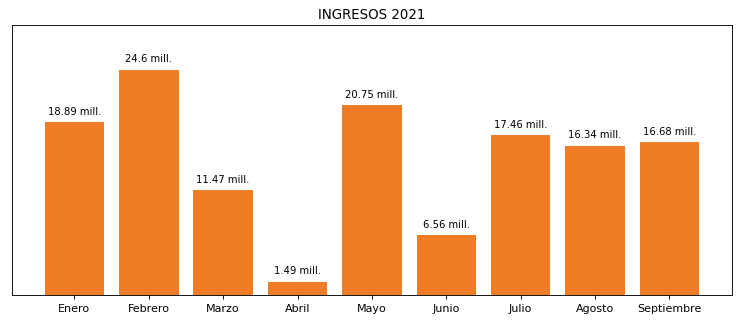 INGRESOS 2021
18.89 mill.
24.6 mill.
11.47 mill.
1.49 mill.
20.75 mill.
6.56 mill.
17.46 mill.
16.34 mill.
16.68 mill.
Enero
Febrero
Marzo
Abril
Mayo
Junio
Julio
Agosto
Septiembre